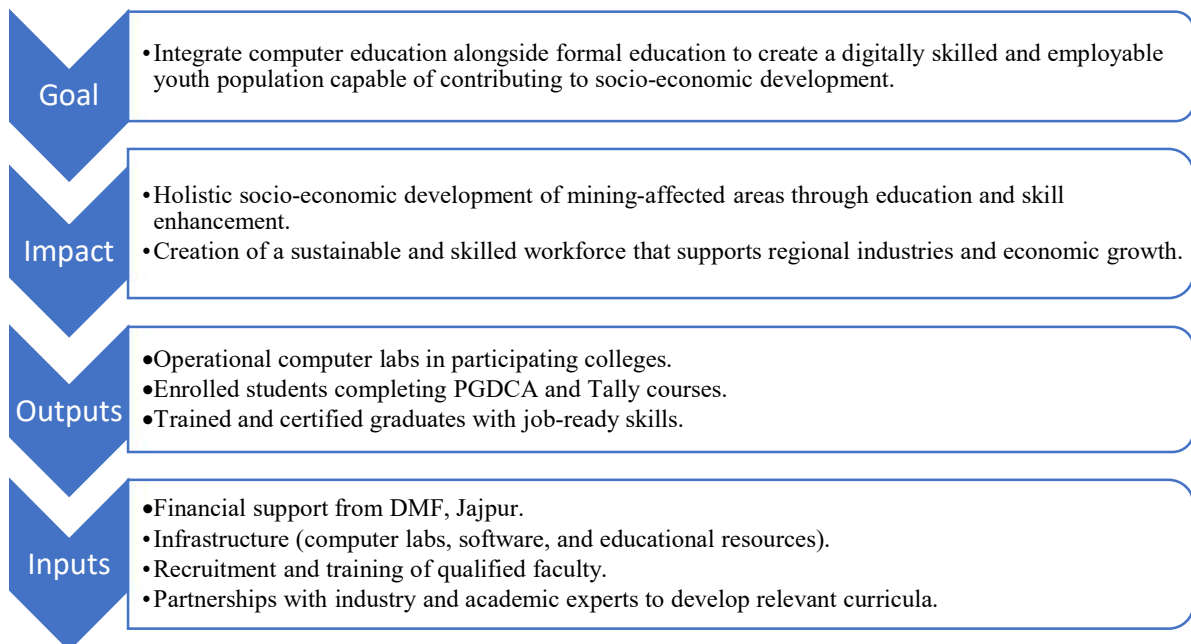 Goal
•Integrate computer education alongside formal education to create a digitally skilled and employable
youth population capable of contributing to socio-economic development.
Impact
•Holistic socio-economic development of mining-affected areas through education and skill
enhancement.
•Creation of a sustainable and skilled workforce that supports regional industries and economic growth.
Outputs
•Operational computer labs in participating colleges.
•Enrolled students completing PGDCA and Tally courses.
•Trained and certified graduates with job-ready skills.
Inputs
•Financial support from DMF, Jajpur.
•Infrastructure (computer labs, software, and educational resources).
•Recruitment and training of qualified faculty.
•Partnerships with industry and academic experts to develop relevant curricula.